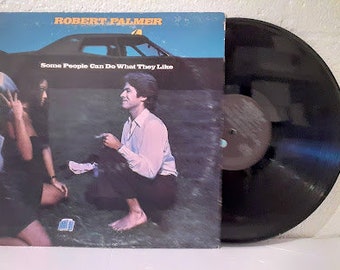 ROBERT PALMER
Some People Can Do What They Like